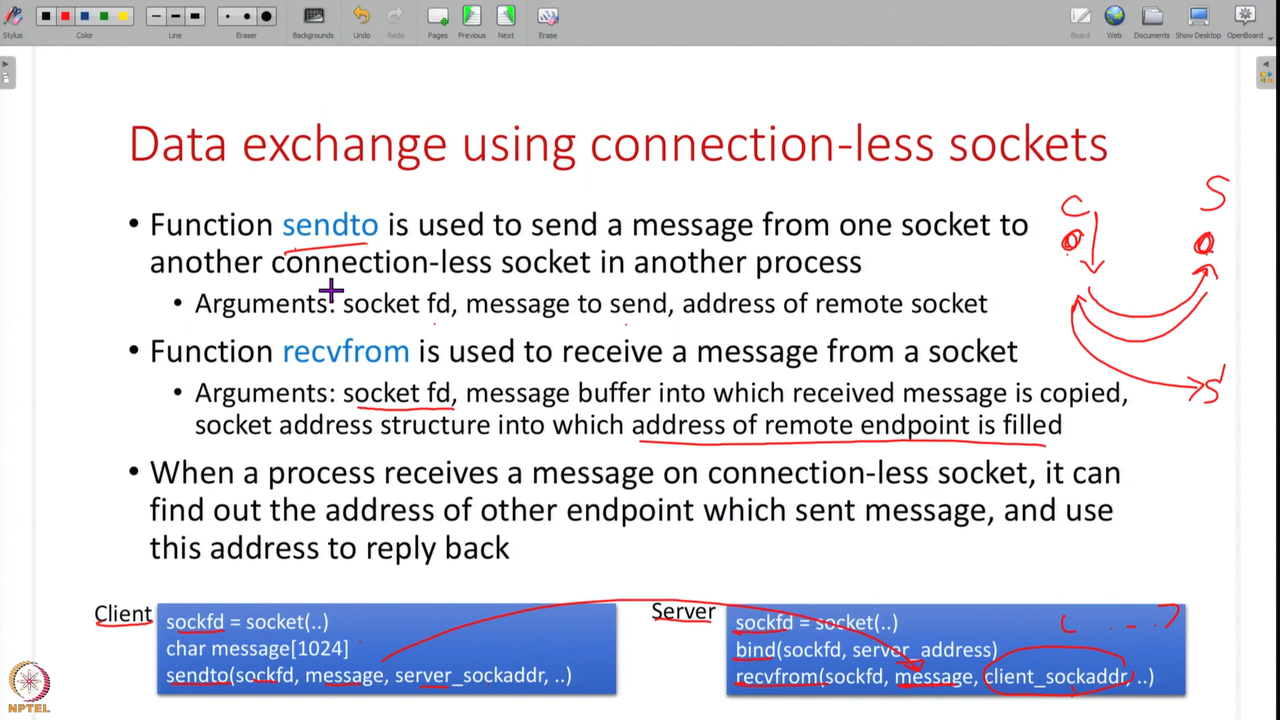 Stylus
Color
Line
Eraser
Backgrounds
Undo
Redo
Pages
Previous
Next
Erase
Board
Web
Documents
Show Desktop
OpenBoard
Data exchange using connection-less sockets
C
S
• Function sendto is used to send a message from one socket to
another connection-less socket in another process
• Arguments: socket fd, message to send, address of remote socket
• Function recvfrom is used to receive a message from a socket
• Arguments: socket fd, message buffer into which received message is copied,
S'
socket address structure into which address of remote endpoint is filled
• When a process receives a message on connection-less socket, it can
find out the address of other endpoint which sent message, and use
this address to reply back
Client
sockfd = socket(..)
char message[1024]
sendto(sockfd, message, server_sockaddr, ..)
Server
sockfd = socket(..)
bind(sockfd, server_address)
recvfrom(sockfd, message, client_sockaddr, ..)
NPTEL